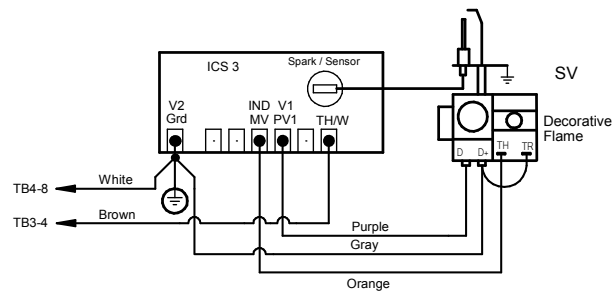 ICS 3
Spark / Sensor
SV
V2
Grd
IND
MV
V1
PV1
TH/W
Decorative
Flame
D
D+
TH
TR
TB4-8
White
TB3-4
Brown
Purple
Gray
Orange